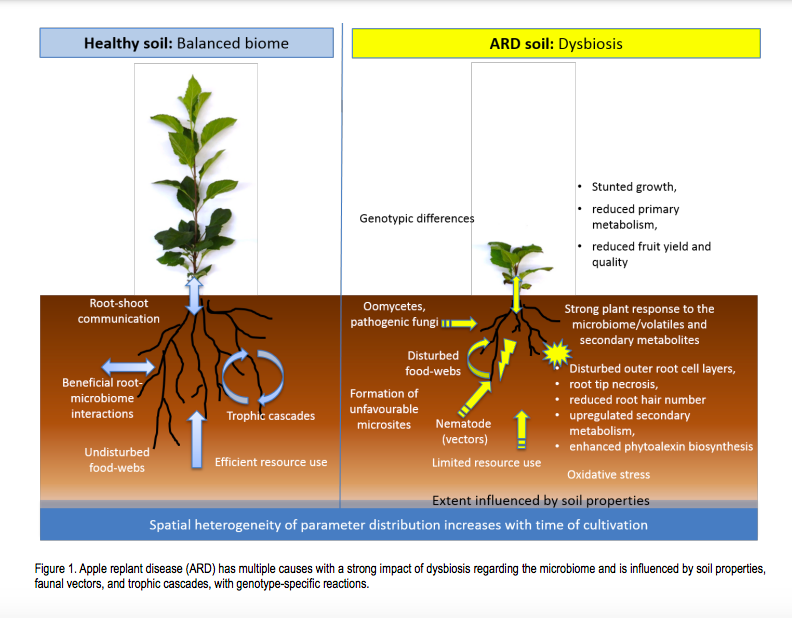 Healthy soil: Balanced biome
ARD soil: Dysbiosis
Genotypic differences
• Stunted growth,
• reduced primary
metabolism,
• reduced fruit yield and
quality
Root-shoot
communication
Beneficial root-
microbiome
interactions
Trophic cascades
Undisturbed
food-webs
Efficient resource use
Oomycetes,
pathogenic fungi
Disturbed
food-webs
Formation of
unfavourable
microsites
Nematode
(vectors)
Limited resource use
Strong plant response to the
microbiome/volatiles and
secondary metabolites
• Disturbed outer root cell layers,
• root tip necrosis,
• reduced root hair number
• upregulated secondary
metabolism,
• enhanced phytoalexin biosynthesis
Oxidative stress
Extent influenced by soil properties
Spatial heterogeneity of parameter distribution increases with time of cultivation
Figure 1. Apple replant disease (ARD) has multiple causes with a strong impact of dysbiosis regarding the microbiome and is influenced by soil properties,
faunal vectors, and trophic cascades, with genotype-specific reactions.